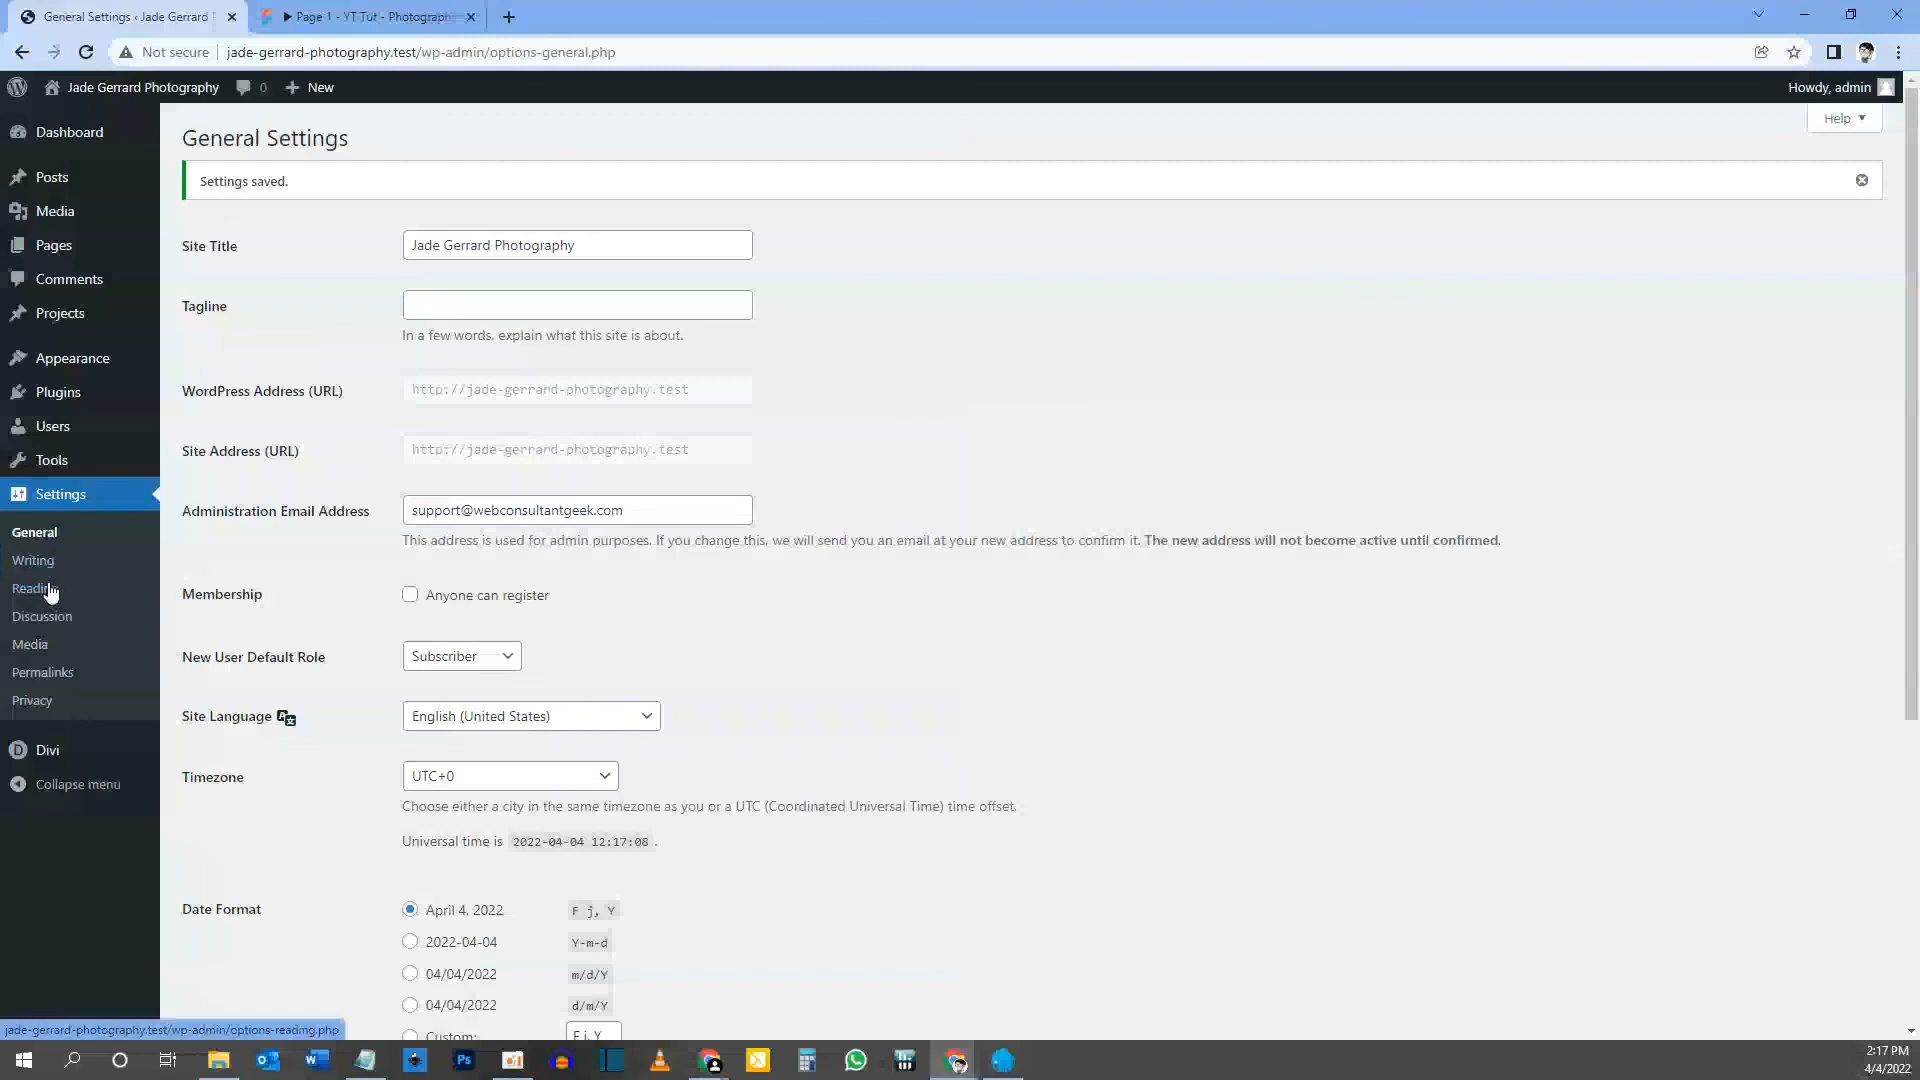 General Settings ‹ Jade Gerrard
Page 1 - YT Tut - Photograph
Not secure
jade-gerrard-photography.test/wp-admin/options-general.php
Jade Gerrard Photography
0
New
Howdy, admin
Help
Dashboard
Posts
Media
Pages
Comments
Projects
Appearance
Plugins
Users
Tools
Settings
General
Writing
Reading
Discussion
Media
Permalinks
Privacy
Divi
Collapse menu
General Settings
Settings saved.
Site Title
Jade Gerrard Photography
Tagline
In a few words, explain what this site is about.
WordPress Address (URL)
http://jade-gerrard-photography.test
Site Address (URL)
http://jade-gerrard-photography.test
Administration Email Address
support@webconsultantgeek.com
This address is used for admin purposes. If you change this, we will send you an email at your new address to confirm it. The new address will not become active until confirmed.
Membership
Anyone can register
New User Default Role
Subscriber
Site Language
English (United States)
Timezone
UTC+0
Choose either a city in the same timezone as you or a UTC (Coordinated Universal Time) time offset.
Universal time is 2022-04-04 12:17:08 .
Date Format
April 4, 2022 F j, Y
2022-04-04 Y-m-d
04/04/2022 m/d/Y
04/04/2022 d/m/Y
Custom: F j, Y
jade-gerrard-photography.test/wp-admin/options-reading.php
2:17 PM
4/4/2022